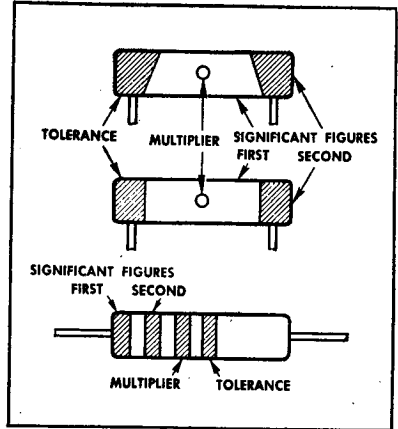 TOLERANCE MULTIPLIER SIGNIFICANT FIGURES
FIRST SECOND
SIGNIFICANT FIGURES
FIRST SECOND
MULTIPLIER TOLERANCE